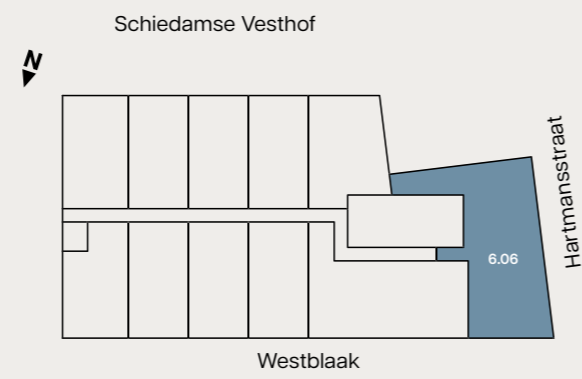 Schiedamse Vesthof
N
Hartmansstraat
6.06
Westblaak